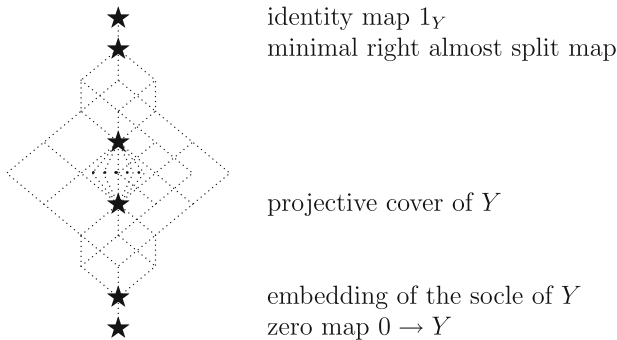 identity map 1_Y
minimal right almost split map
projective cover of Y
embedding of the socle of Y
zero map 0 → Y